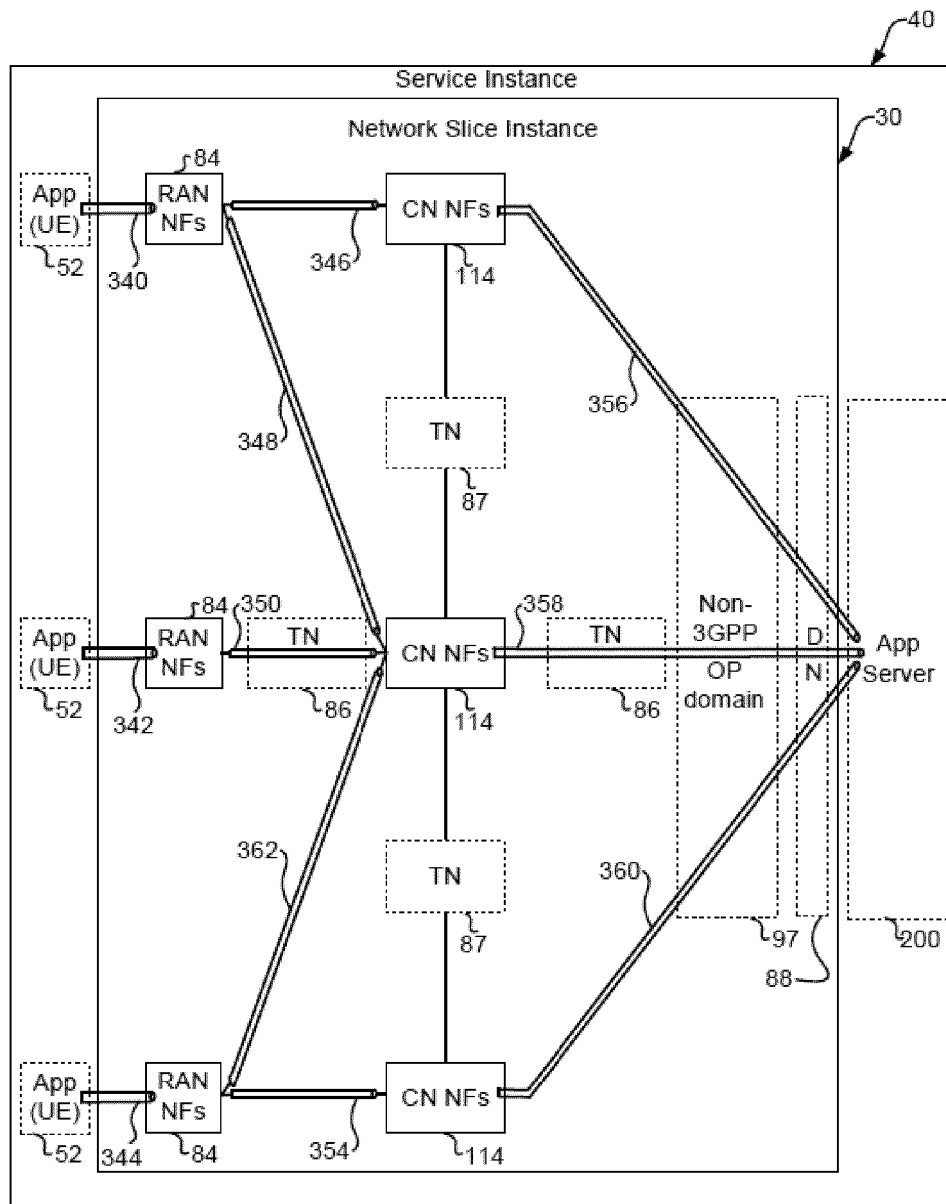 40
Service Instance
30
Network Slice Instance
84
App
(UE)
RAN
NFs
CN NFs
52
340
346
114
348
356
TN
87
84
350
358
App
(UE)
RAN
NFs
TN
CN NFs
TN
Non-
3GPP
OP
domain
D
N
App
Server
52
342
86
114
86
362
TN
360
87
97
200
88
App
(UE)
RAN
NFs
CN NFs
52
344
84
354
114